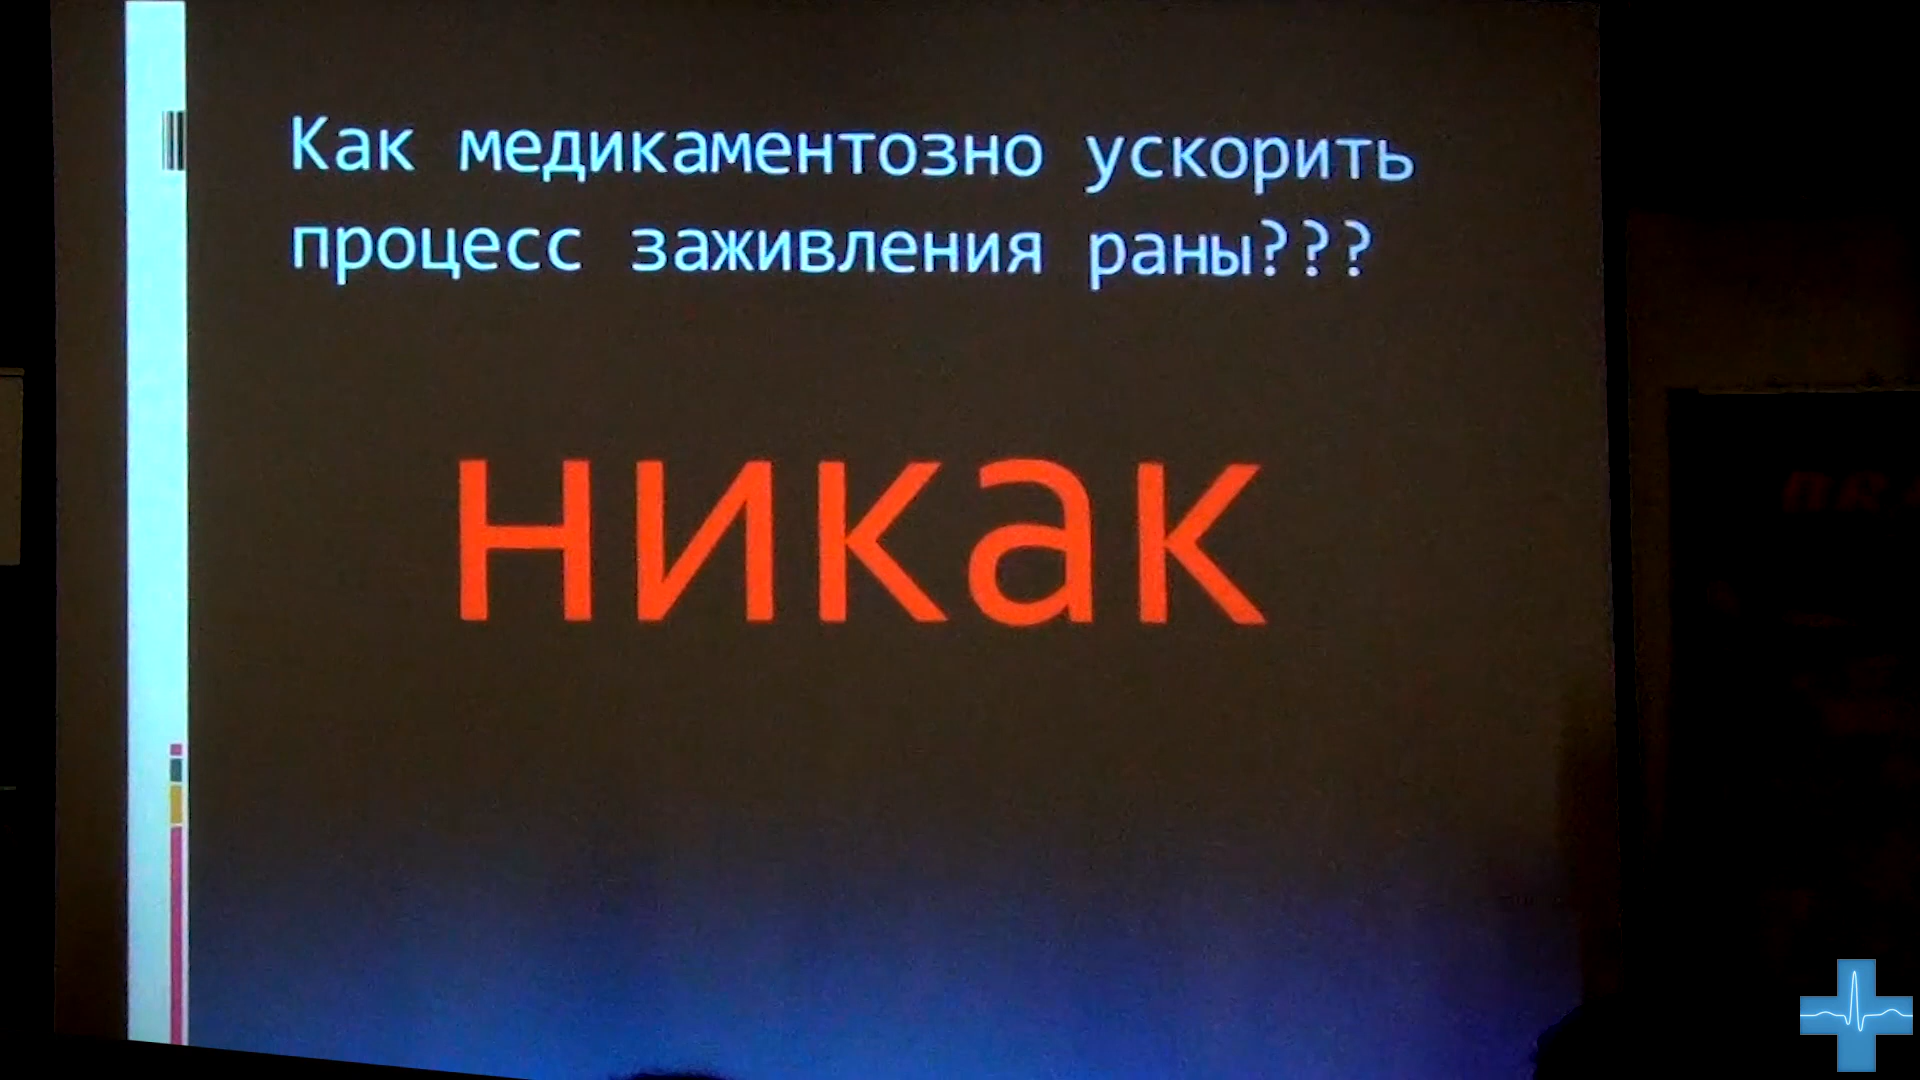 Как медикаментозно ускорить
процесс заживления раны???
никак